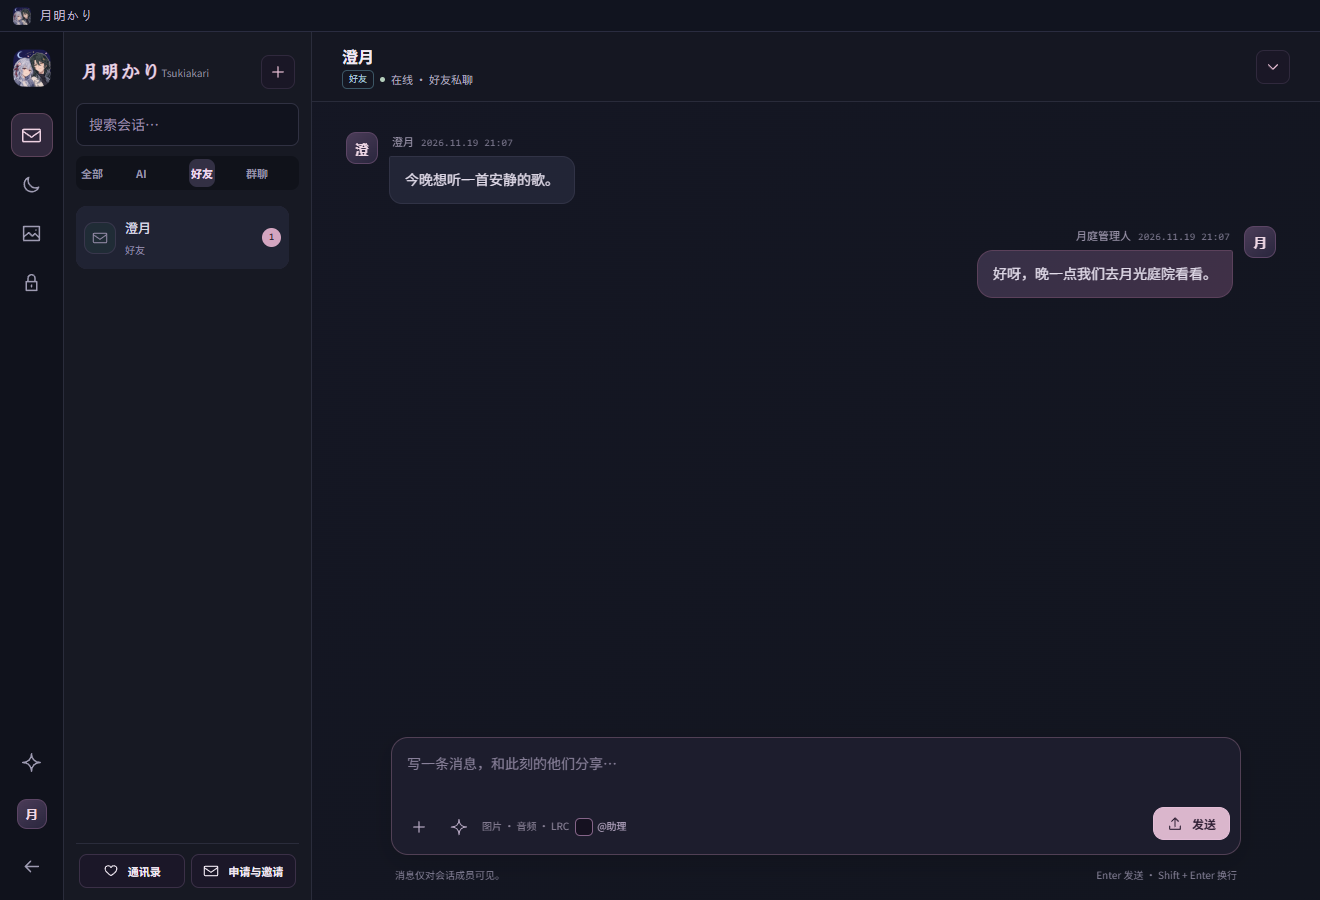 月明かり
月明かり Tsukiakari
搜索会话…
全部 AI 好友 群聊
澄月
好友
1
通讯录
申请与邀请
月
澄月
好友 在线 · 好友私聊
澄
澄月 2026.11.19 21:07
今晚想听一首安静的歌。
月庭管理人 2026.11.19 21:07
月
好呀，晚一点我们去月光庭院看看。
写一条消息，和此刻的他们分享…
图片 · 音频 · LRC @助理
发送
消息仅对会话成员可见。
Enter 发送 · Shift + Enter 换行